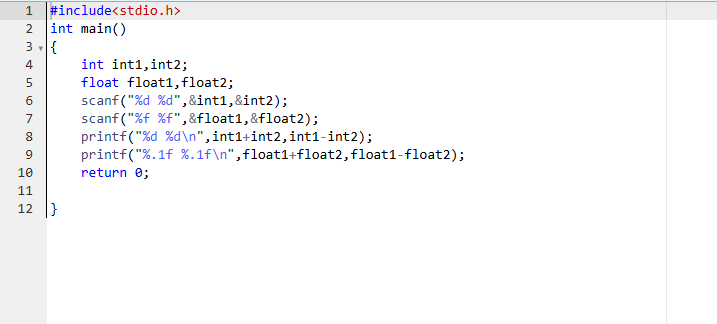 1 #include<stdio.h>
2 int main()
3 {
4     int int1,int2;
5     float float1,float2;
6     scanf("%d %d",&int1,&int2);
7     scanf("%f %f",&float1,&float2);
8     printf("%d %d\n",int1+int2,int1-int2);
9     printf("%.1f %.1f\n",float1+float2,float1-float2);
10     return 0;
11
12 }